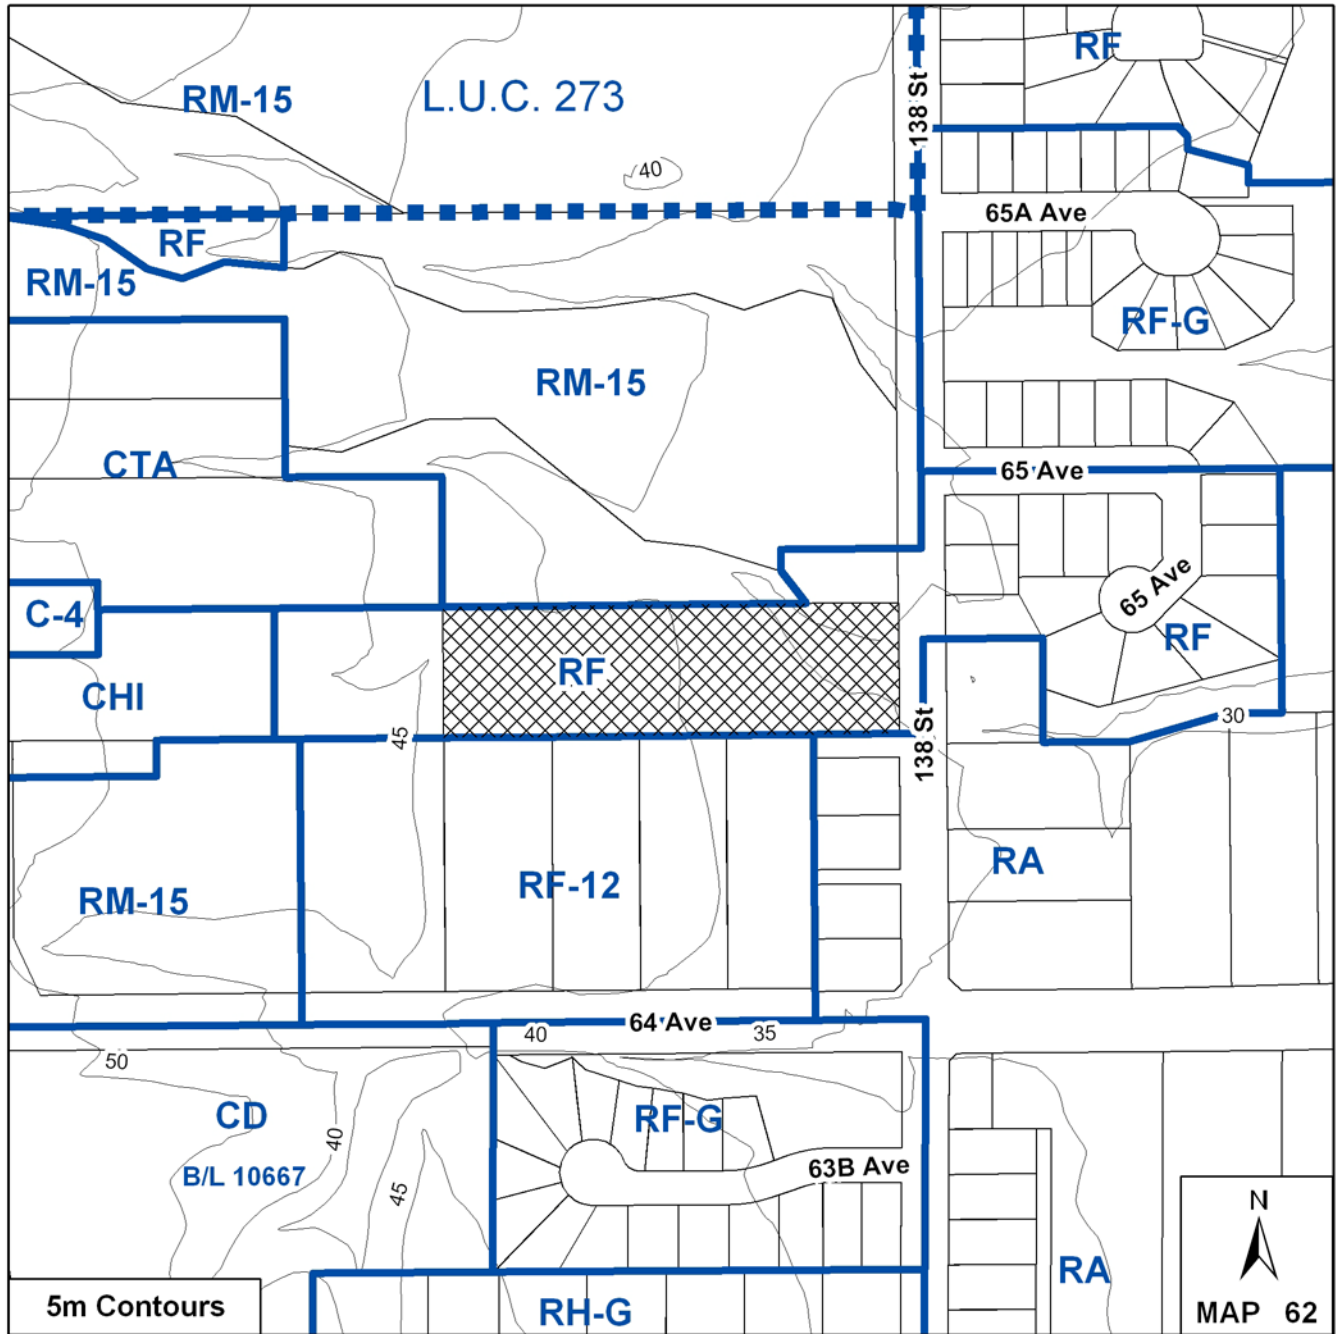 RF
138 St
RM-15
L.U.C. 273
40
65A Ave
RF
RM-15
RF-G
RM-15
CTA
65 Ave
65 Ave
C-4
RF
RF
CHI
30
45
138 St
RA
RM-15
RF-12
64 Ave
40
35
50
CD
RF-G
40
63B Ave
B/L 10667
45
N
RA
5m Contours
RH-G
MAP 62